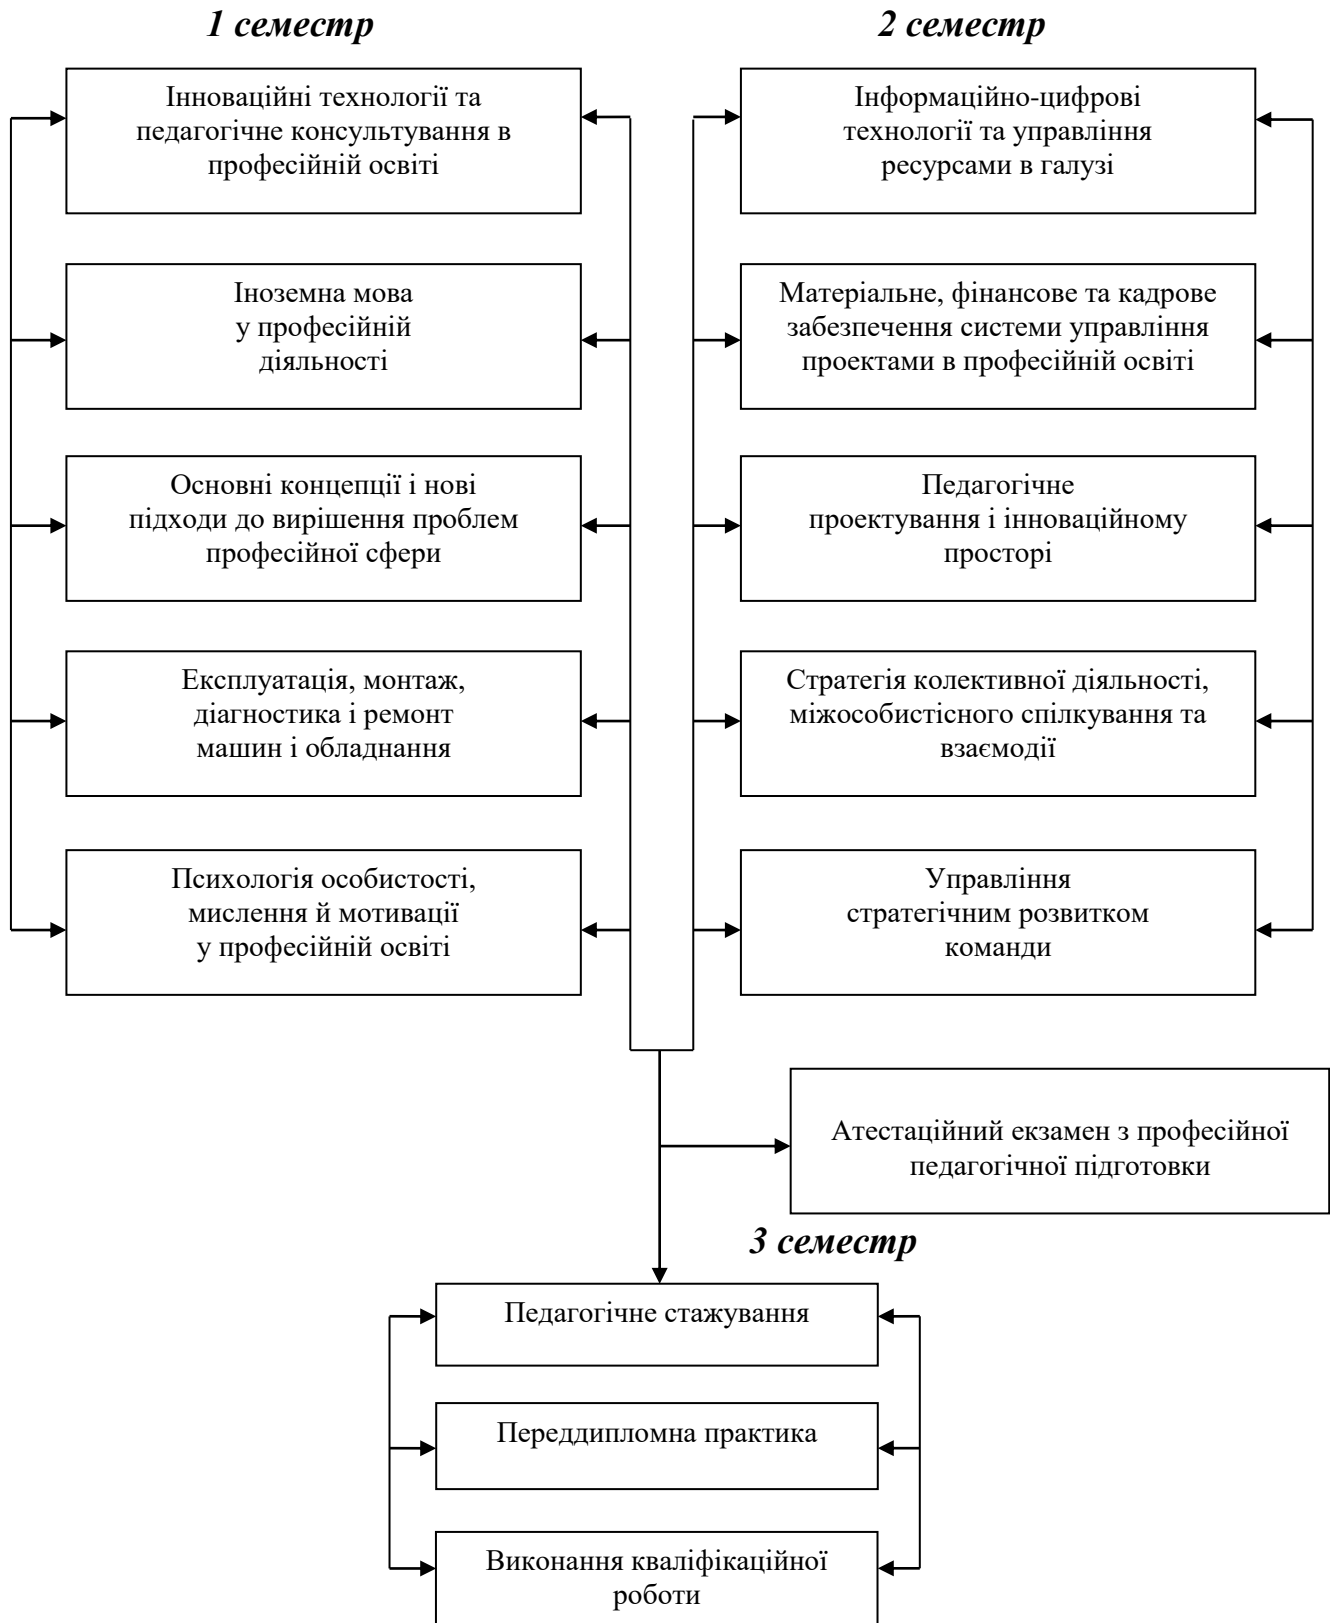 1 семестр
2 семестр
Інноваційні технології та
педагогічне консультування в
професійній освіті
Іноземна мова
у професійній
діяльності
Основні концепції і нові
підходи до вирішення проблем
професійної сфери
Експлуатація, монтаж,
діагностика і ремонт
машин і обладнання
Психологія особистості,
мислення й мотивації
у професійній освіті
Інформаційно-цифрові
технології та управління
ресурсами в галузі
Матеріальне, фінансове та кадрове
забезпечення системи управління
проектами в професійній освіті
Педагогічне
проектування і інноваційному
просторі
Стратегія колективної діяльності,
міжособистісного спілкування та
взаємодії
Управління
стратегічним розвитком
команди
Атестаційний екзамен з професійної
педагогічної підготовки
3 семестр
Педагогічне стажування
Переддипломна практика
Виконання кваліфікаційної
роботи